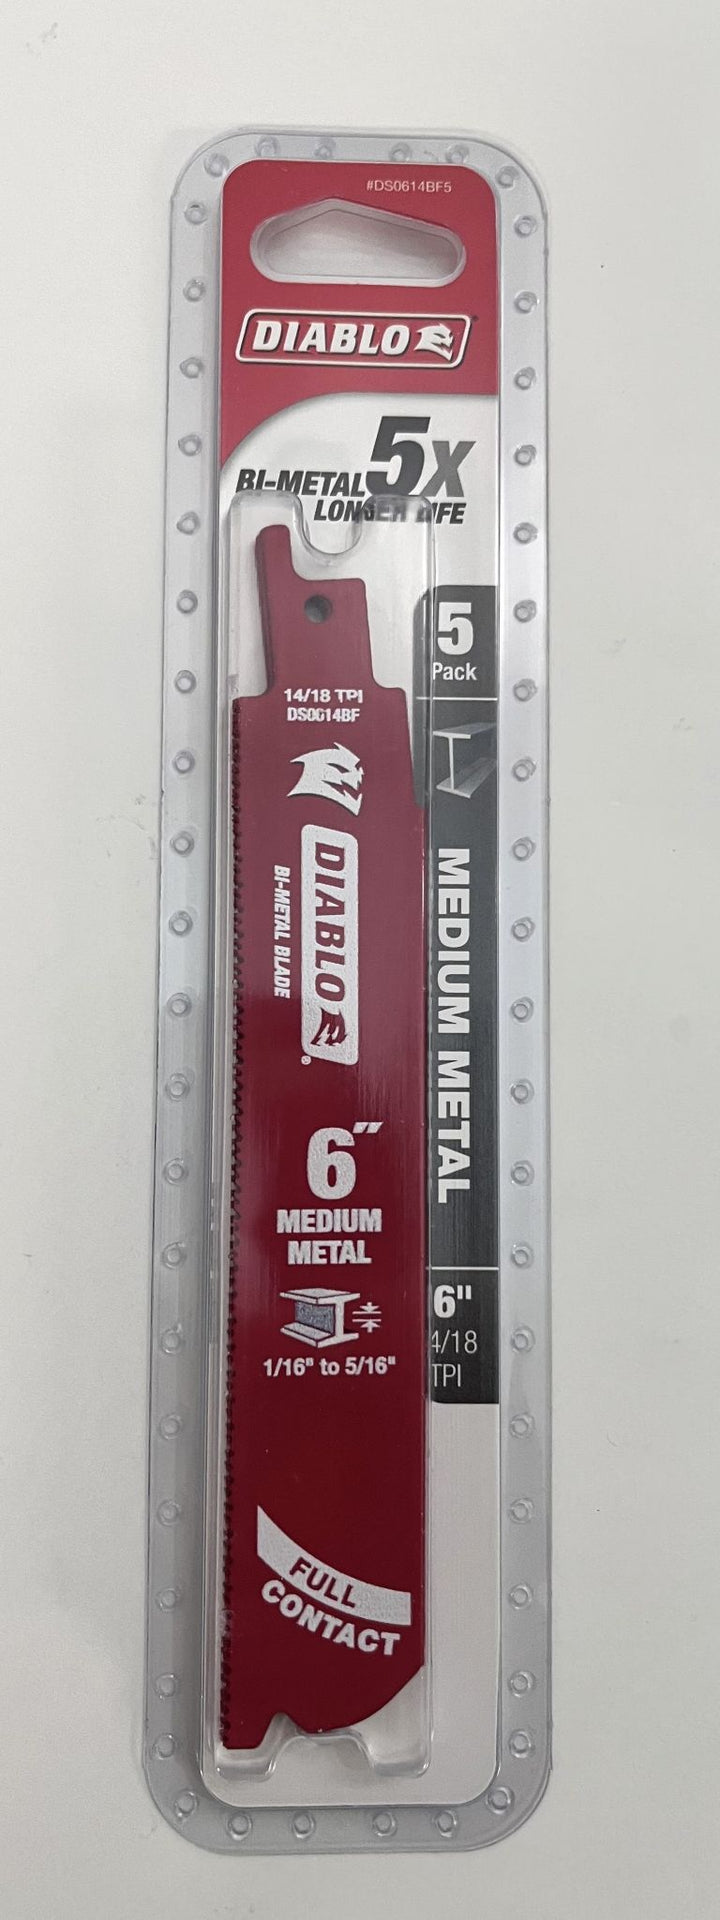 #DS0614BF5
DIABLO
BI-METAL 5X
LONGER LIFE
5
Pack
14/18 TPI
DS0614BF
DIABLO
BI-METAL BLADE
MEDIUM METAL
6"
MEDIUM
METAL
1/16" to 5/16"
6"
4/18
TPI
FULL
CONTACT